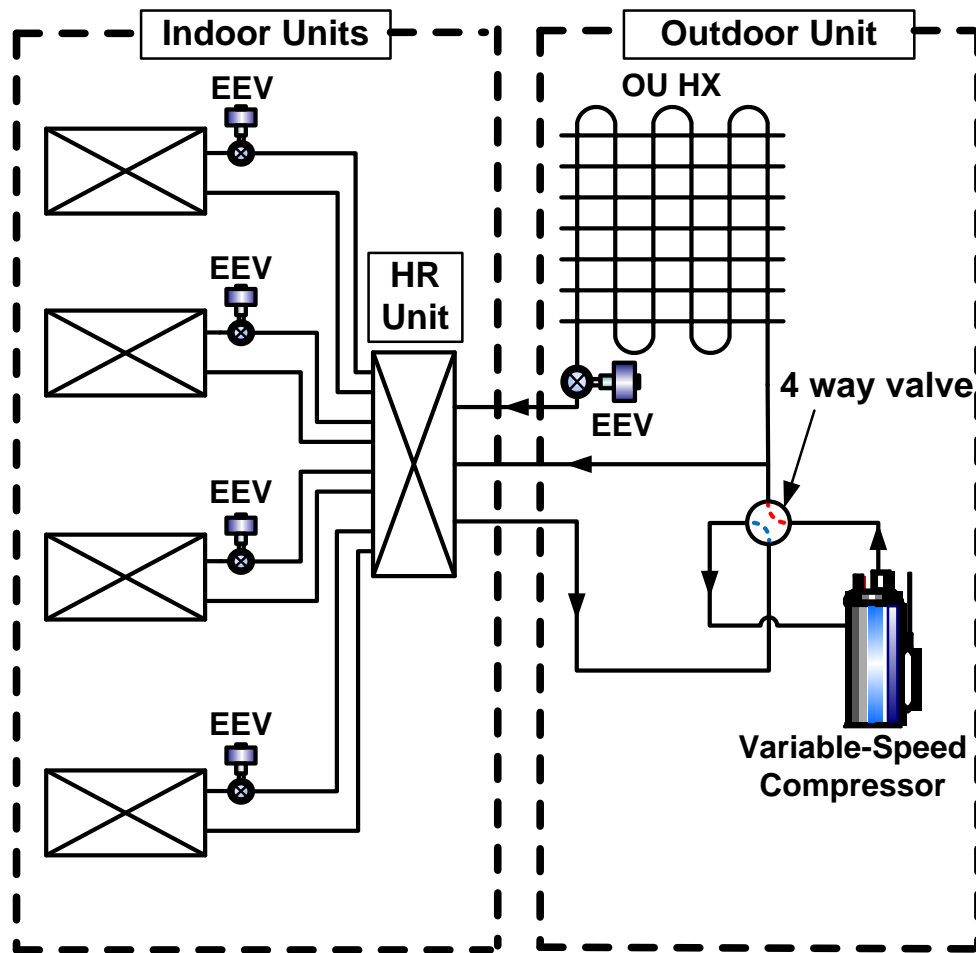 Indoor Units
Outdoor Unit
EEV
OU HX
EEV
HR
Unit
4 way valve
EEV
EEV
Variable-Speed
Compressor
EEV